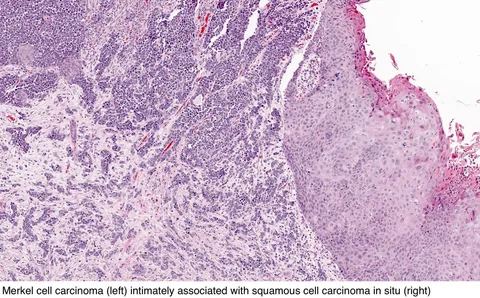 Merkel cell carcinoma (left) intimately associated with squamous cell carcinoma in situ (right)